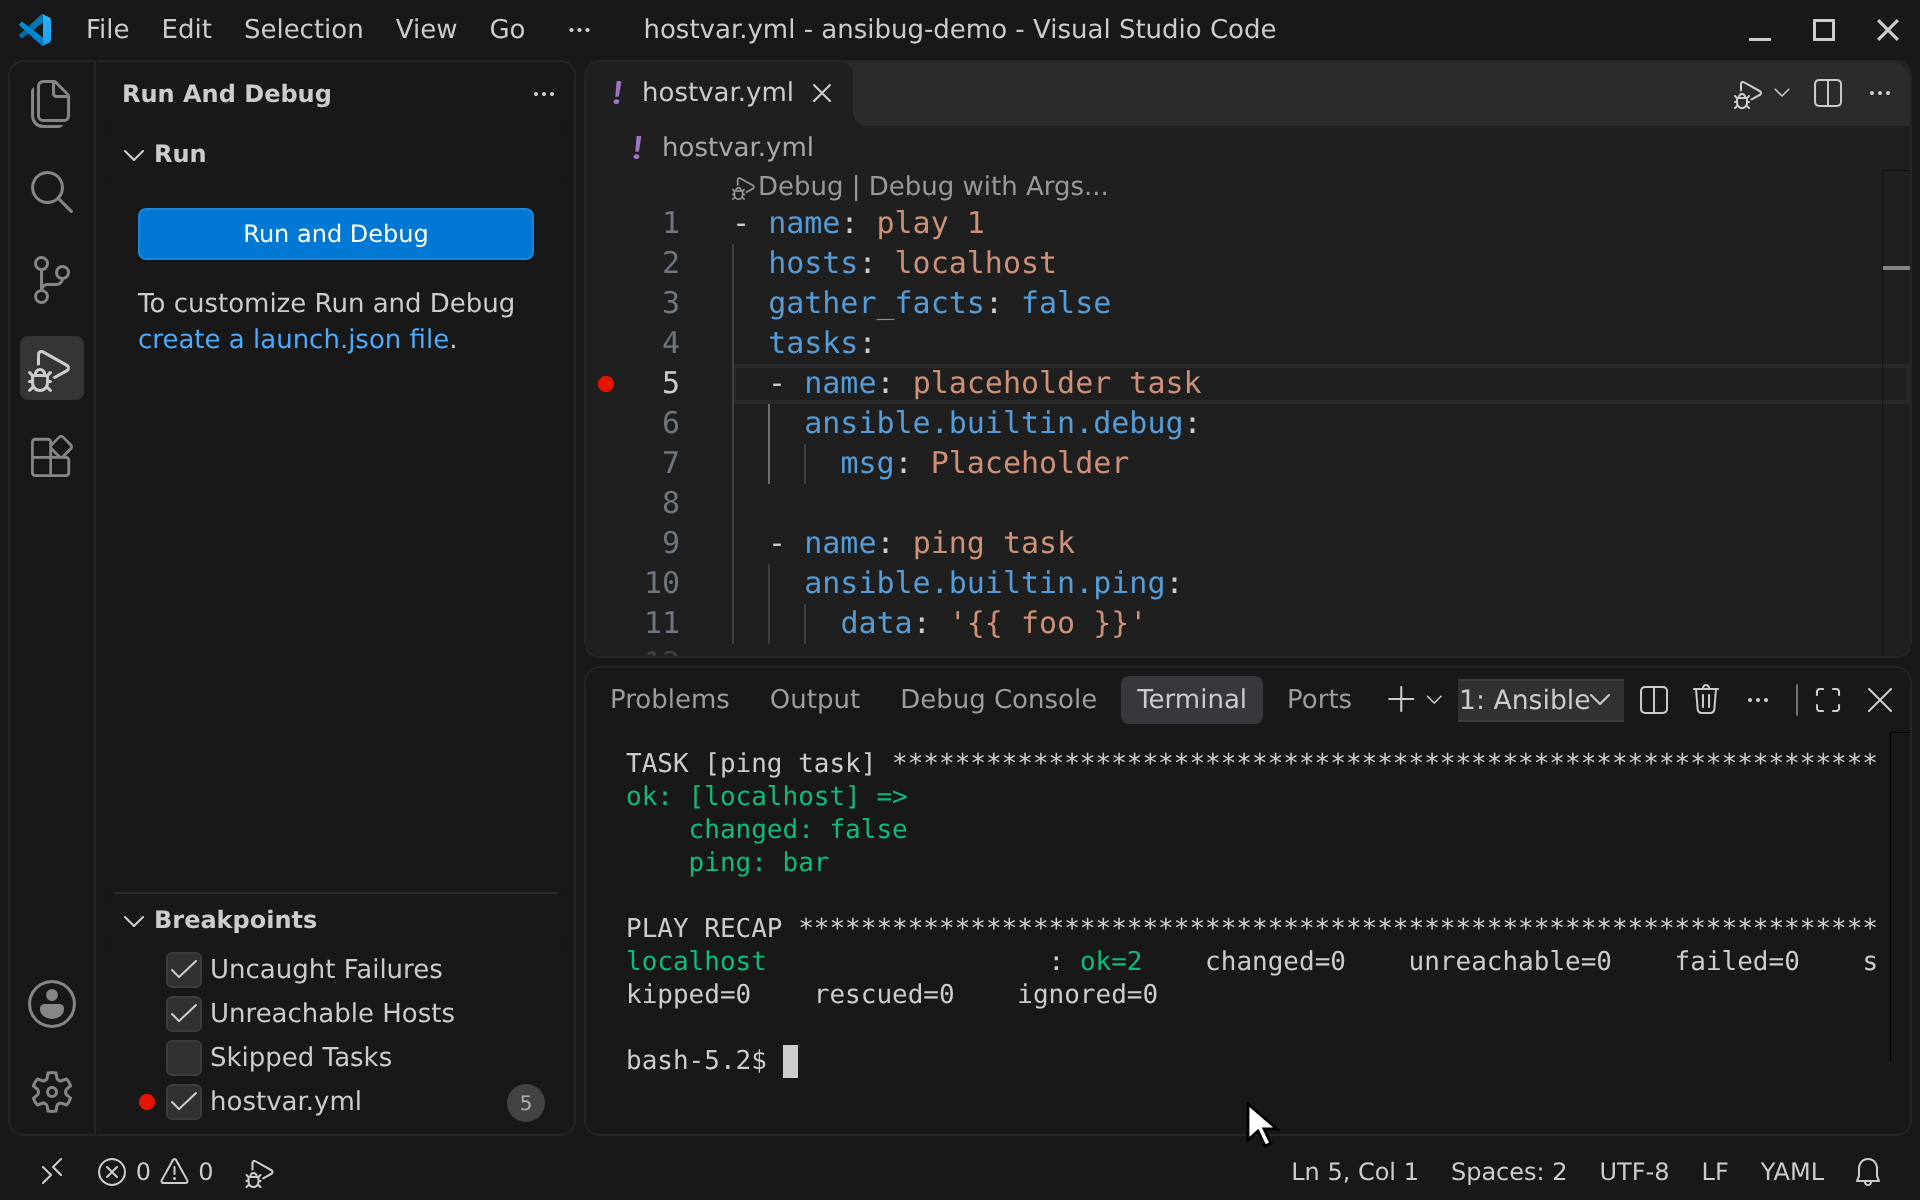 File Edit Selection View Go ··· hostvar.yml - ansibug-demo - Visual Studio Code
Run And Debug ···
Run
Run and Debug
To customize Run and Debug
create a launch.json file.
Breakpoints
Uncaught Failures
Unreachable Hosts
Skipped Tasks
hostvar.yml 5
! hostvar.yml
! hostvar.yml
Debug | Debug with Args...
1 - name: play 1
2 hosts: localhost
3 gather_facts: false
4 tasks:
5 - name: placeholder task
6 ansible.builtin.debug:
7 msg: Placeholder
8
9 - name: ping task
10 ansible.builtin.ping:
11 data: '{{ foo }}'
12
Problems Output Debug Console Terminal Ports 1: Ansible
TASK [ping task] ***************************************************************
ok: [localhost] =>
changed: false
ping: bar
PLAY RECAP *********************************************************************
localhost : ok=2 changed=0 unreachable=0 failed=0 s
kipped=0 rescued=0 ignored=0
bash-5.2$
0 0 Ln 5, Col 1 Spaces: 2 UTF-8 LF YAML